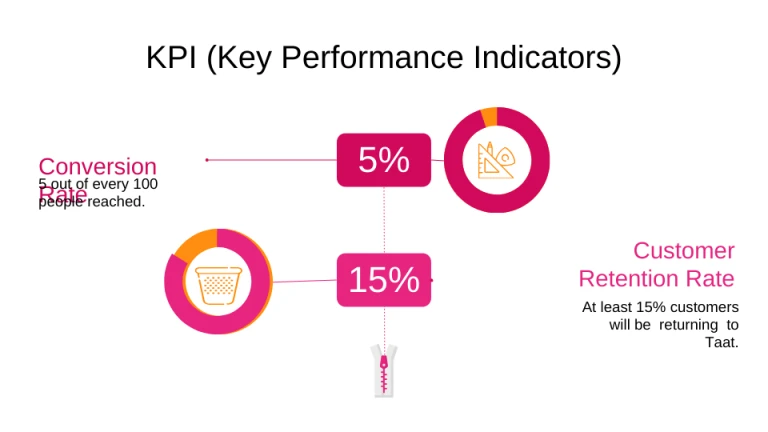 KPI (Key Performance Indicators)
5%
Conversion
Rate
5 out of every 100
people reached.
15%
Customer
Retention Rate
At least 15% customers
will be returning to
Taat.